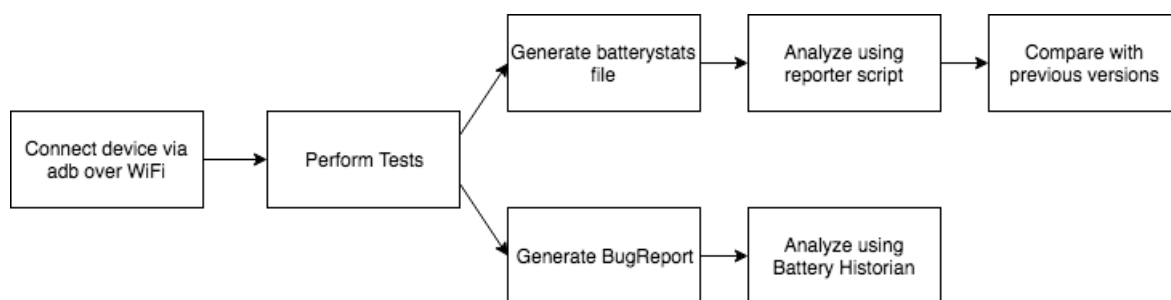 Connect device via
adb over WiFi
Perform Tests
Generate batterystats
file
Analyze using
reporter script
Compare with
previous versions
Generate BugReport
Analyze using
Battery Historian